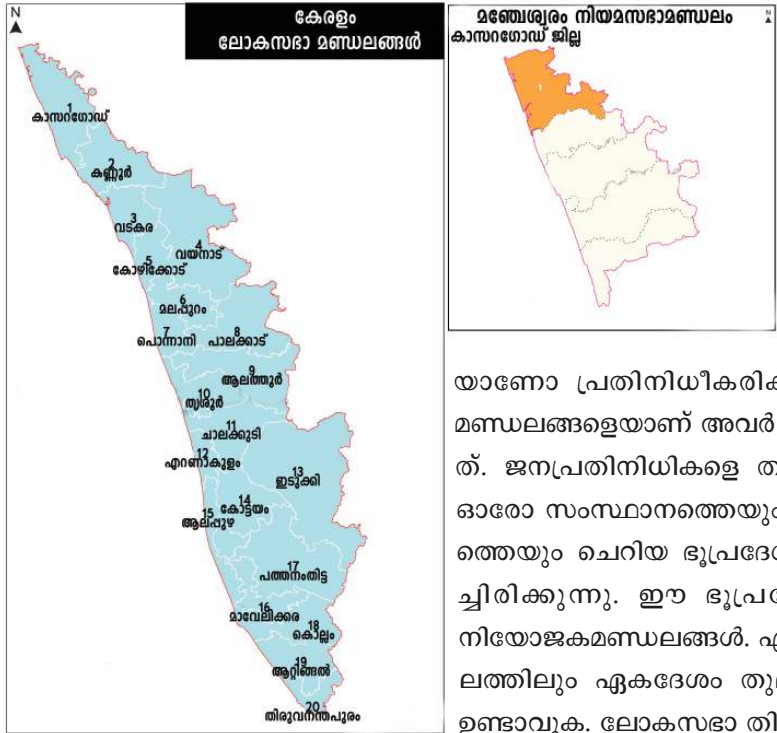 N
കേരളം
ലോകസഭാ മണ്ഡലങ്ങൾ
1
കാസറഗോഡ്
2
കണ്ണൂർ
3
വടകര
4
വയനാട്
5
കോഴിക്കോട്
6
മലപ്പുറം
7
പൊന്നാനി
8
പാലക്കാട്
9
ആലത്തൂർ
10
തൃശൂർ
11
ചാലക്കുടി
12
എറണാകുളം
13
ഇടുക്കി
14
കോട്ടയം
15
ആലപ്പുഴ
17
പത്തനംതിട്ട
16
മാവേലിക്കര
18
കൊല്ലം
19
ആറ്റിങ്ങൽ
20
തിരുവനന്തപുരം
N
മഞ്ചേശ്വരം നിയമസഭാമണ്ഡലം
കാസറഗോഡ് ജില്ല
1
യാണോ പ്രതിനിധീകരിക
മണ്ഡലങ്ങളെയാണ് അവർ
ത്. ജനപ്രതിനിധികളെ ത
ഓരോ സംസ്ഥാനത്തെയും
ത്തെയും ചെറിയ ഭൂപ്രദേ
ച്ചിരിക്കുന്നു. ഈ ഭൂപ്ര
നിയോജകമണ്ഡലങ്ങൾ. എ
ലത്തിലും ഏകദേശം തു
ഉണ്ടാവുക. ലോകസഭാ തി